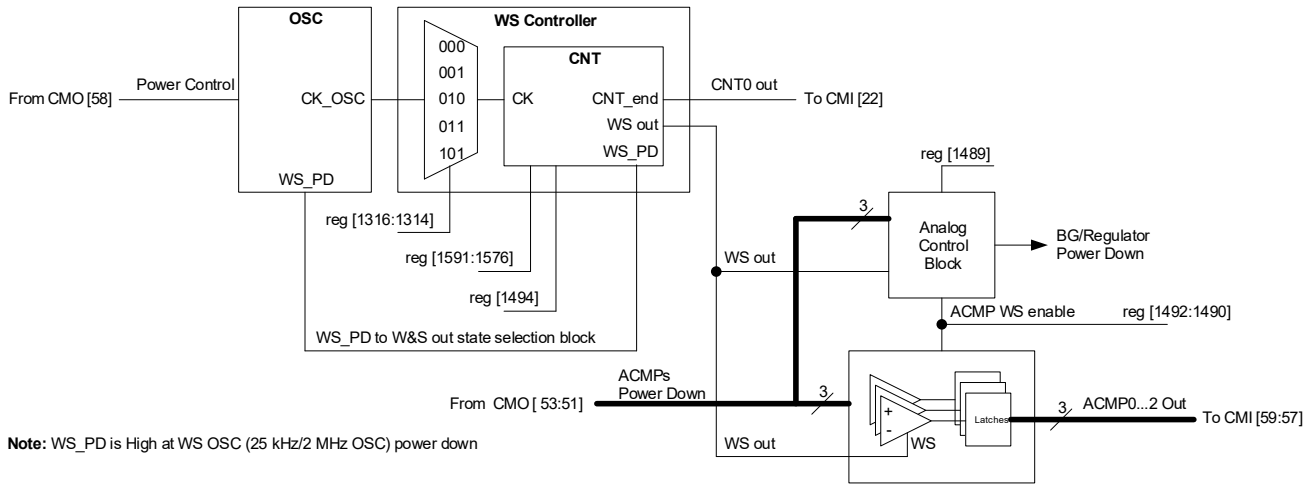 OSC
WS Controller
000
001
010
011
101
CNT
Power Control
From CMO [58]
CK_OSC
CK
CNT_end
CNT0 out
To CMI [22]
WS out
WS_PD
WS_PD
reg [1316:1314]
reg [1591:1576]
reg [1494]
WS_PD to W&S out state selection block
reg [1489]
3
Analog
Control
Block
BG/Regulator
Power Down
WS out
ACMP WS enable
reg [1492:1490]
ACMPs
Power Down
From CMO [ 53:51]
3
+
-
Latches
3
ACMP0...2 Out
To CMI [59:57]
WS out
WS
Note: WS_PD is High at WS OSC (25 kHz/2 MHz OSC) power down